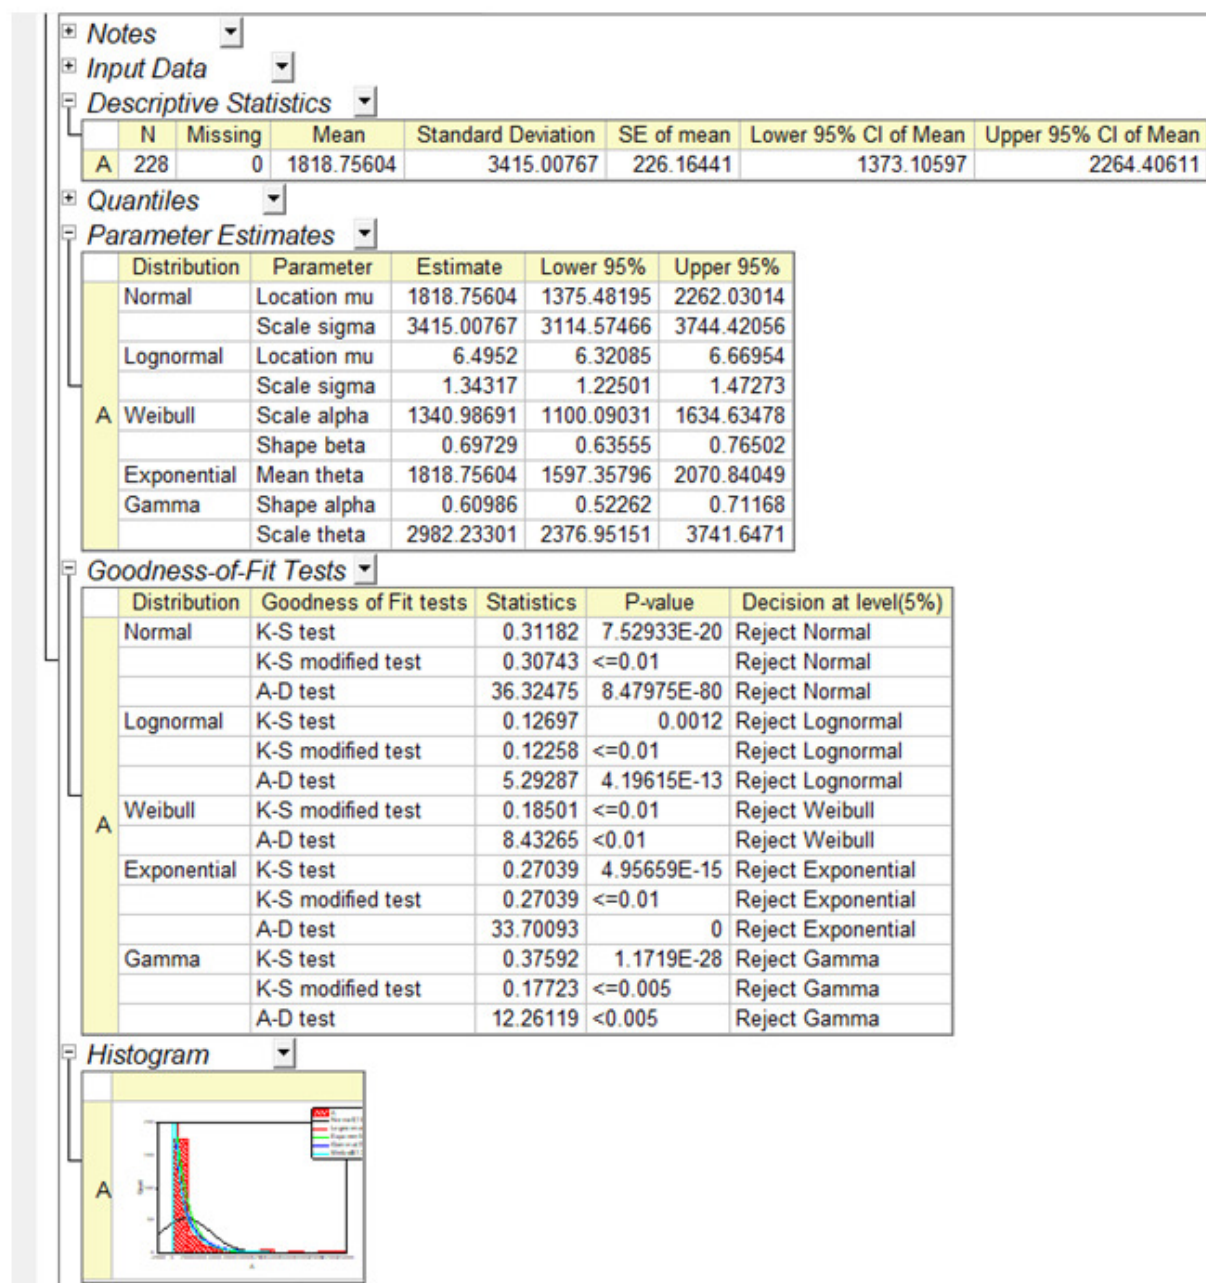 Notes
Input Data
Descriptive Statistics
N Missing Mean Standard Deviation SE of mean Lower 95% CI of Mean Upper 95% CI of Mean
A 228 0 1818.75604 3415.00767 226.16441 1373.10597 2264.40611
Quantiles
Parameter Estimates
Distribution Parameter Estimate Lower 95% Upper 95%
Normal Location mu 1818.75604 1375.48195 2262.03014
Scale sigma 3415.00767 3114.57466 3744.42056
Lognormal Location mu 6.4952 6.32085 6.66954
Scale sigma 1.34317 1.22501 1.47273
A Weibull Scale alpha 1340.98691 1100.09031 1634.63478
Shape beta 0.69729 0.63555 0.76502
Exponential Mean theta 1818.75604 1597.35796 2070.84049
Gamma Shape alpha 0.60986 0.52262 0.71168
Scale theta 2982.23301 2376.95151 3741.6471
Goodness-of-Fit Tests
Distribution Goodness of Fit tests Statistics P-value Decision at level(5%)
Normal K-S test 0.31182 7.52933E-20 Reject Normal
K-S modified test 0.30743 <=0.01 Reject Normal
A-D test 36.32475 8.47975E-80 Reject Normal
Lognormal K-S test 0.12697 0.0012 Reject Lognormal
K-S modified test 0.12258 <=0.01 Reject Lognormal
A-D test 5.29287 4.19615E-13 Reject Lognormal
A Weibull K-S modified test 0.18501 <=0.01 Reject Weibull
A-D test 8.43265 <0.01 Reject Weibull
Exponential K-S test 0.27039 4.95659E-15 Reject Exponential
K-S modified test 0.27039 <=0.01 Reject Exponential
A-D test 33.70093 0 Reject Exponential
Gamma K-S test 0.37592 1.1719E-28 Reject Gamma
K-S modified test 0.17723 <=0.005 Reject Gamma
A-D test 12.26119 <0.005 Reject Gamma
Histogram
A